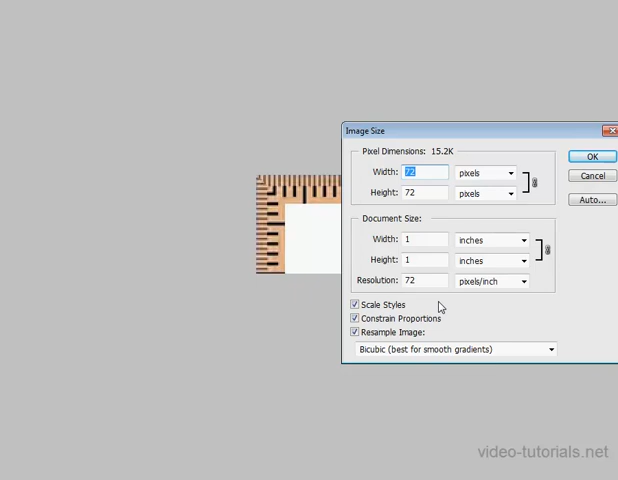 Image Size
Pixel Dimensions: 15.2K
Width: 72 pixels
Height: 72 pixels
OK
Cancel
Auto...
Document Size:
Width: 1 inches
Height: 1 inches
Resolution: 72 pixels/inch
Scale Styles
Constrain Proportions
Resample Image:
Bicubic (best for smooth gradients)
video-tutorials.net